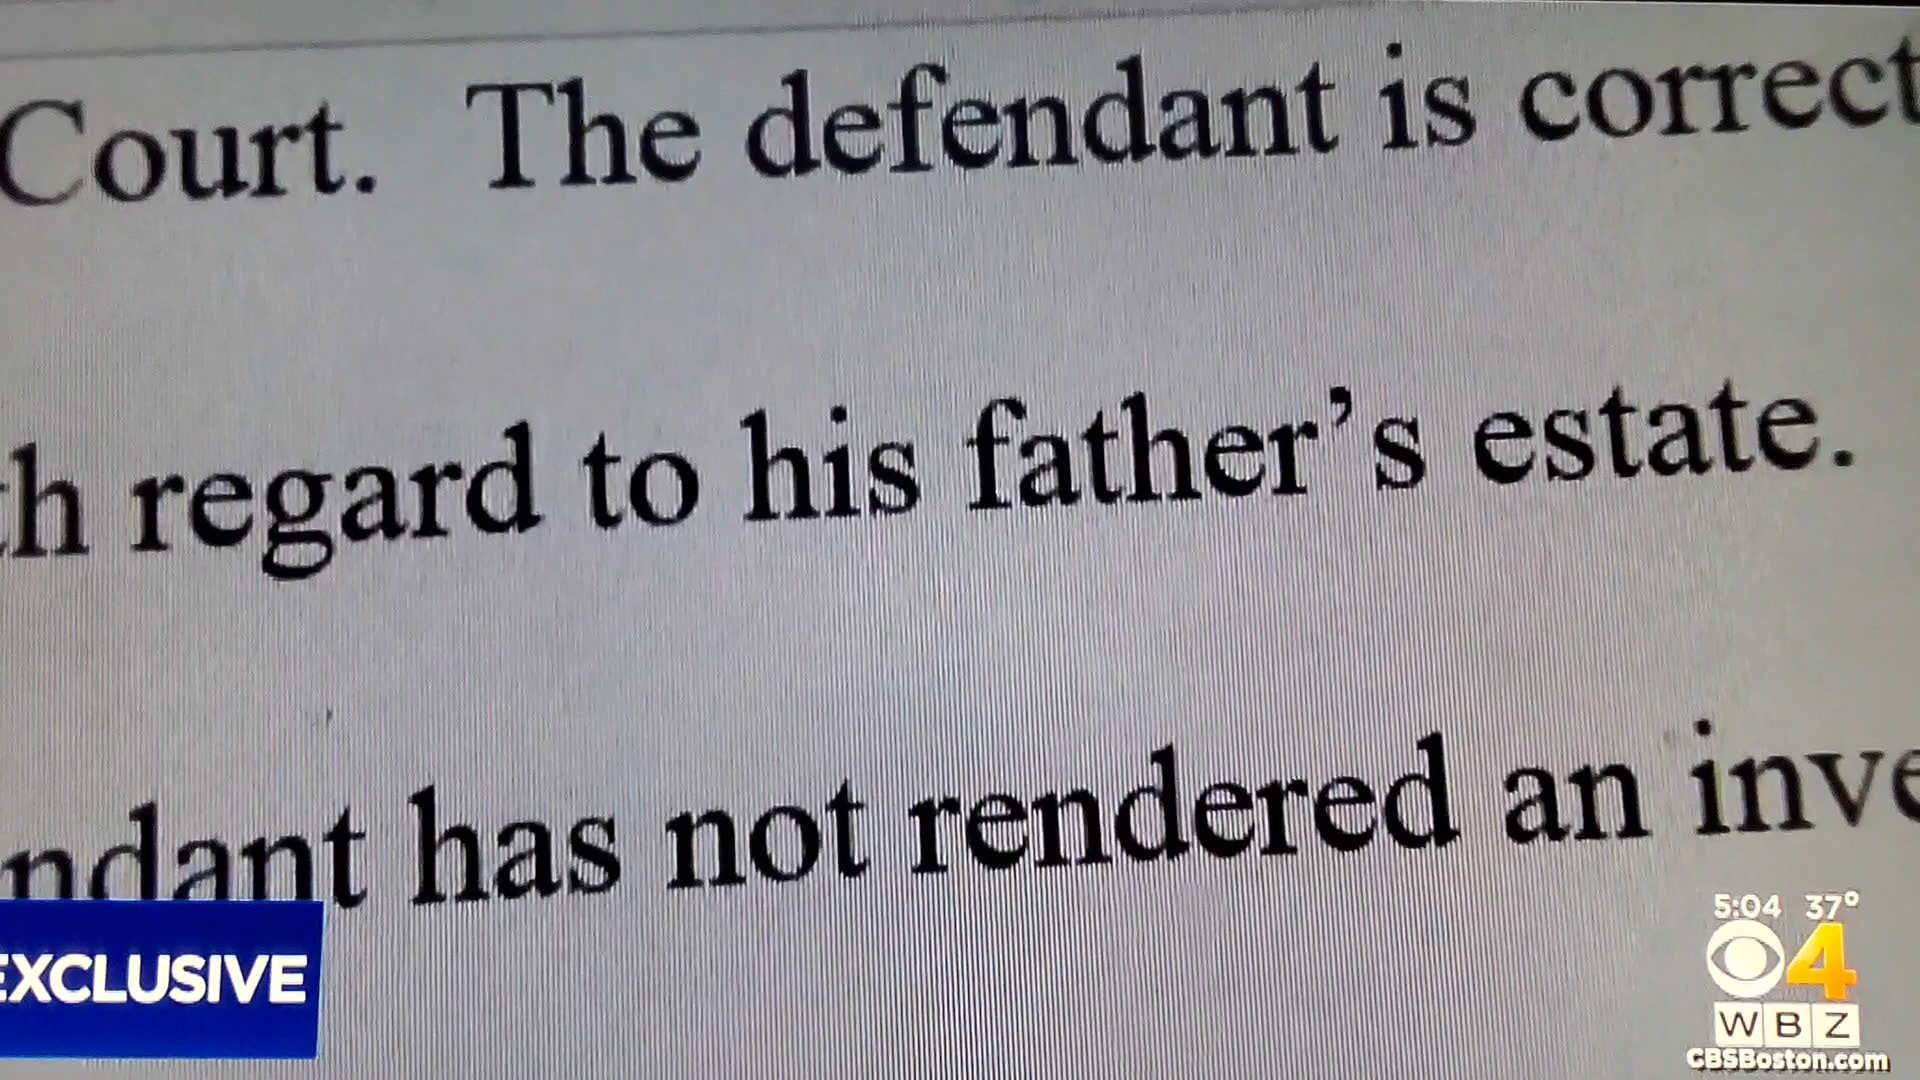 Court. The defendant is correct
th regard to his father's estate.
ndant has not rendered an inve
EXCLUSIVE
5:04 37°
4
WBZ
CBSBoston.com